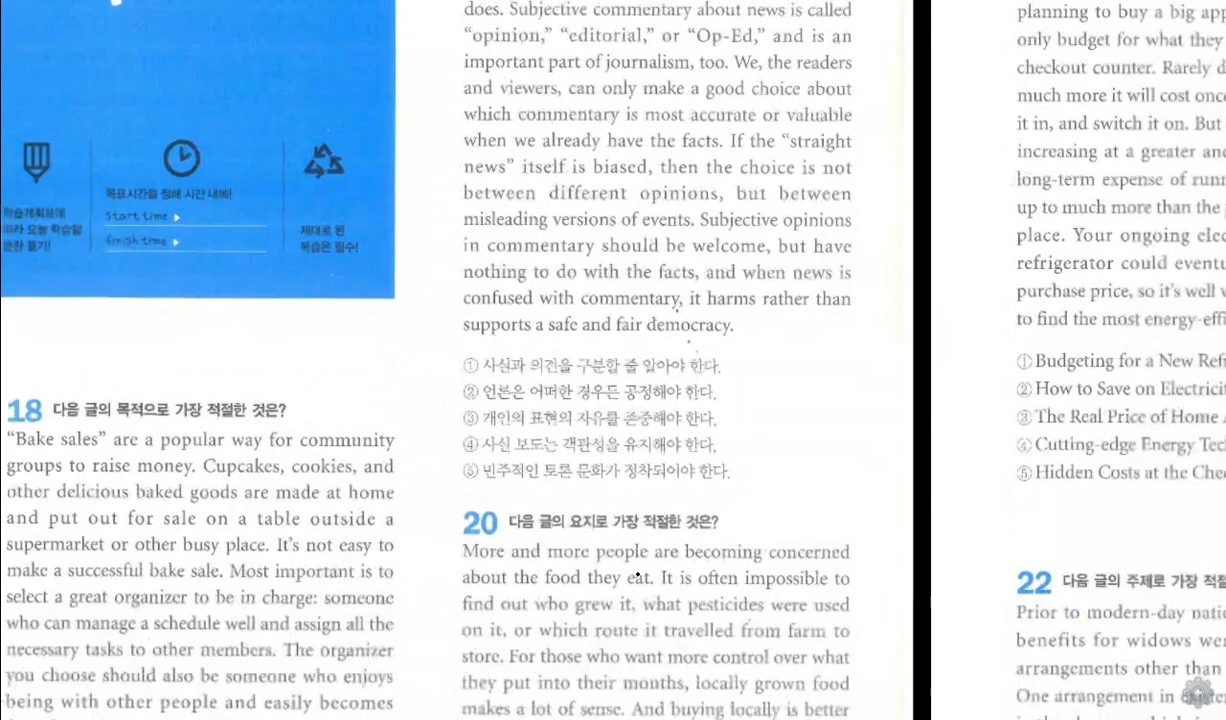 목표시간을 정해 시간 내에!
Start time
finish time
학습계획표에
따라 오늘 학습할
제대로 된
복습은 필수!
18 다음 글의 목적으로 가장 적절한 것은?
“Bake sales” are a popular way for community
groups to raise money. Cupcakes, cookies, and
other delicious baked goods are made at home
and put out for sale on a table outside a
supermarket or other busy place. It’s not easy to
make a successful bake sale. Most important is to
select a great organizer to be in charge: someone
who can manage a schedule well and assign all the
necessary tasks to other members. The organizer
you choose should also be someone who enjoys
being with other people and easily becomes
does. Subjective commentary about news is called
“opinion,” “editorial,” or “Op-Ed,” and is an
important part of journalism, too. We, the readers
and viewers, can only make a good choice about
which commentary is most accurate or valuable
when we already have the facts. If the “straight
news” itself is biased, then the choice is not
between different opinions, but between
misleading versions of events. Subjective opinions
in commentary should be welcome, but have
nothing to do with the facts, and when news is
confused with commentary, it harms rather than
supports a safe and fair democracy.
① 사실과 의견을 구분할 줄 알아야 한다.
② 언론은 어떠한 경우든 공정해야 한다.
③ 개인의 표현의 자유를 존중해야 한다.
④ 사실 보도는 객관성을 유지해야 한다.
⑤ 민주적인 토론 문화가 정착되어야 한다.
20 다음 글의 요지로 가장 적절한 것은?
More and more people are becoming concerned
about the food they eat. It is often impossible to
find out who grew it, what pesticides were used
on it, or which route it travelled from farm to
store. For those who want more control over what
they put into their mouths, locally grown food
makes a lot of sense. And buying locally is better
planning to buy a big app
only budget for what they
checkout counter. Rarely d
much more it will cost once
it in, and switch it on. But
increasing at a greater and
long-term expense of runn
up to much more than the
place. Your ongoing elec
refrigerator could eventu
purchase price, so it’s well w
to find the most energy-effi
① Budgeting for a New Refr
② How to Save on Electricit
③ The Real Price of Home
④ Cutting-edge Energy Tec
⑤ Hidden Costs at the Che
22 다음 글의 주제로 가장 적절
Prior to modern-day natio
benefits for widows wer
arrangements other than
One arrangement in